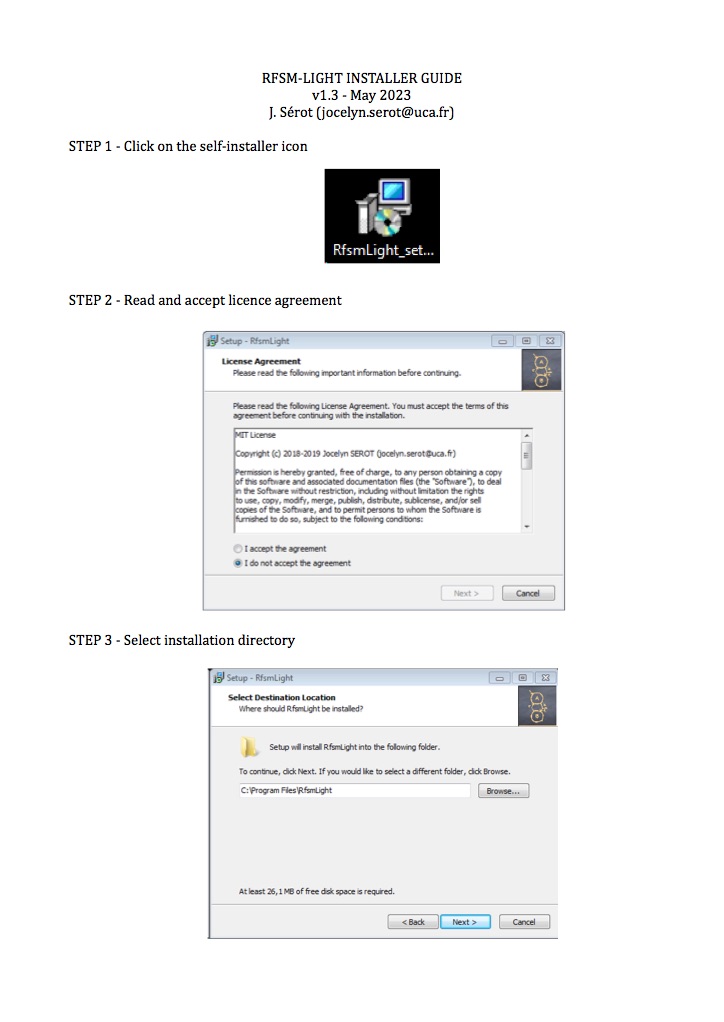 RFSM-LIGHT INSTALLER GUIDE
v1.3 - May 2023
J. Sérot (jocelyn.serot@uca.fr)
STEP 1 - Click on the self-installer icon
RfsmLight_set...
STEP 2 - Read and accept licence agreement
Setup - RfsmLight
License Agreement
Please read the following important information before continuing.
Please read the following License Agreement. You must accept the terms of this
agreement before continuing with the installation.
MIT License
Copyright (c) 2018-2019 Jocelyn SEROT (jocelyn.serot@uca.fr)
Permission is hereby granted, free of charge, to any person obtaining a copy
of this software and associated documentation files (the "Software"), to deal
in the Software without restriction, including without limitation the rights
to use, copy, modify, merge, publish, distribute, sublicense, and/or sell
copies of the Software, and to permit persons to whom the Software is
furnished to do so, subject to the following conditions:
I accept the agreement
I do not accept the agreement
Next >
Cancel
STEP 3 - Select installation directory
Setup - RfsmLight
Select Destination Location
Where should RfsmLight be installed?
Setup will install RfsmLight into the following folder.
To continue, click Next. If you would like to select a different folder, click Browse.
C:\Program Files\RfsmLight
Browse...
At least 26,1 MB of free disk space is required.
< Back
Next >
Cancel